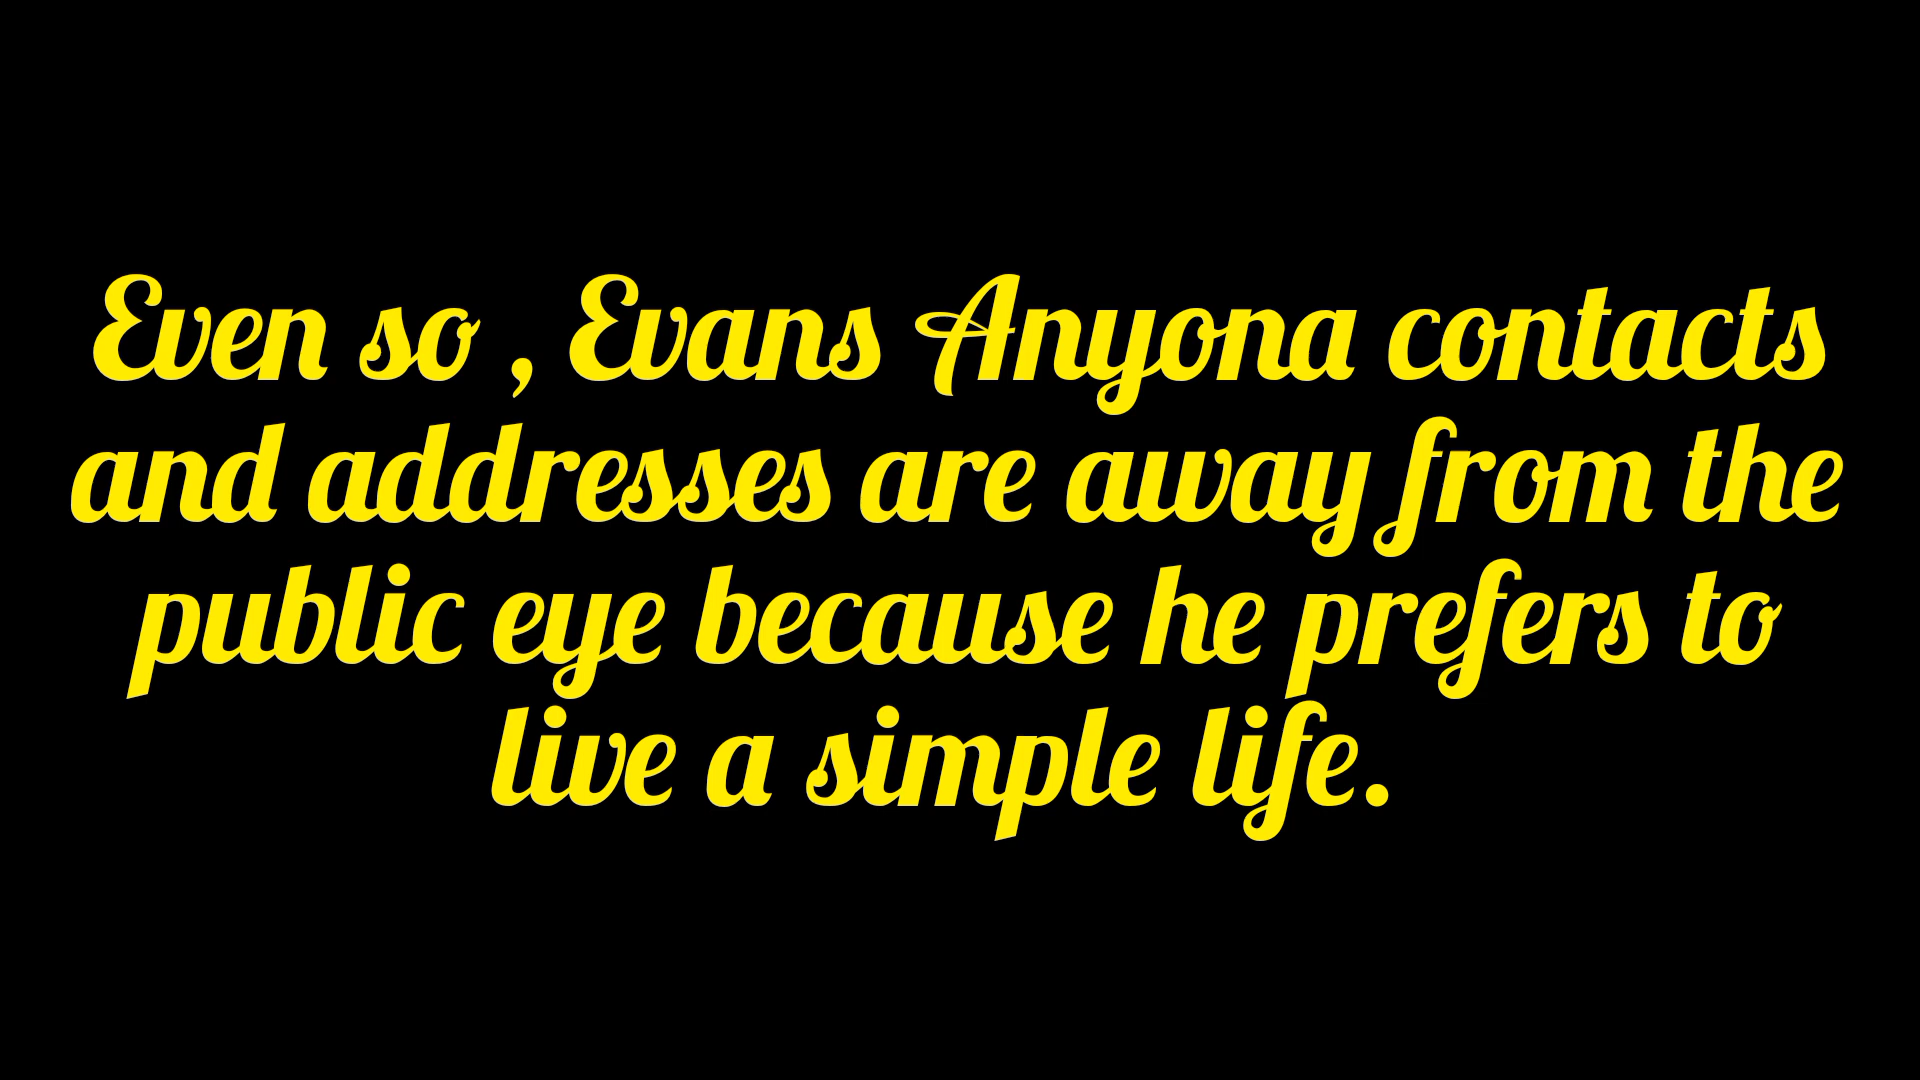 Even so , Evans Anyona contacts
and addresses are away from the
public eye because he prefers to
live a simple life.